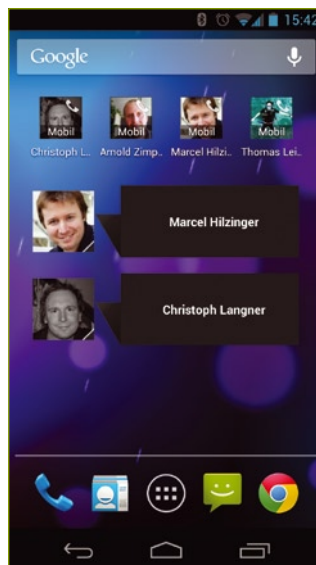 15:42
Google
Mobil Mobil Mobil Mobil
Christoph L.. Arnold Zimp.. Marcel Hilzi.. Thomas Lei..
Marcel Hilzinger
Christoph Langner